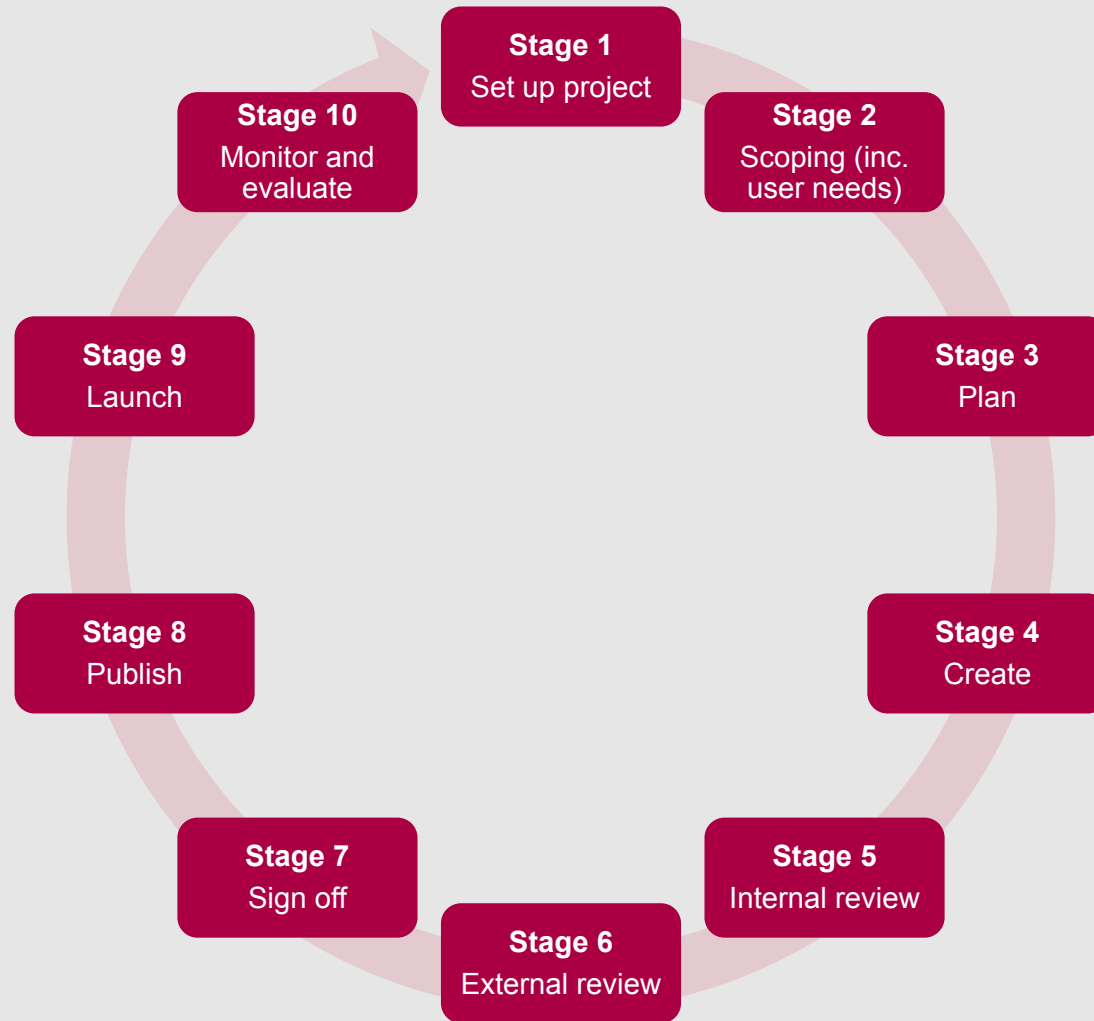 Stage 1
Set up project
Stage 2
Scoping (inc.
user needs)
Stage 3
Plan
Stage 4
Create
Stage 5
Internal review
Stage 6
External review
Stage 7
Sign off
Stage 8
Publish
Stage 9
Launch
Stage 10
Monitor and
evaluate